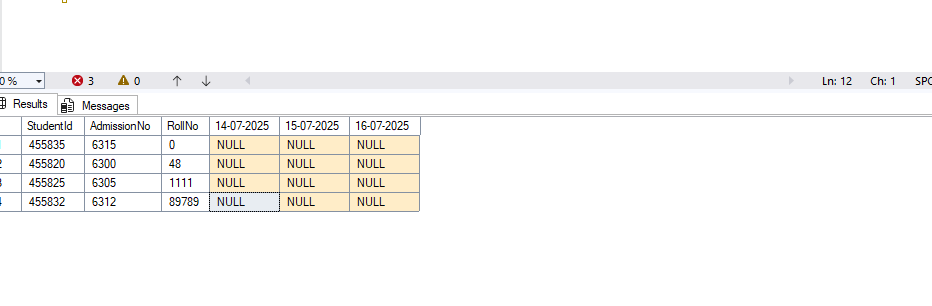 0 % 3 0 Ln: 12 Ch: 1 SPC
Results Messages
StudentId AdmissionNo RollNo 14-07-2025 15-07-2025 16-07-2025
1 455835 6315 0 NULL NULL NULL
2 455820 6300 48 NULL NULL NULL
3 455825 6305 1111 NULL NULL NULL
4 455832 6312 89789 NULL NULL NULL